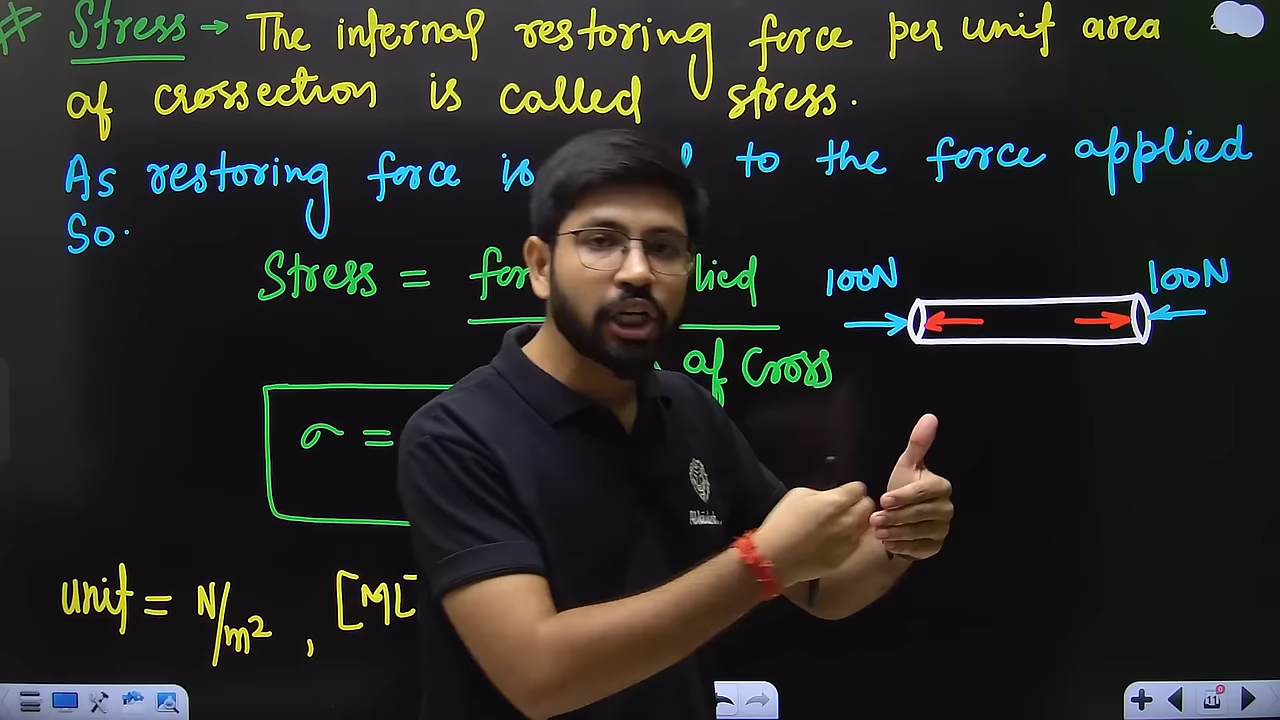 # Stress → The internal restoring force per unit area
of crossection is called stress.
As restoring force is to the force applied
So.
Stress =
of Cross
100N
100N
σ =
unit = N/m², [ML
11